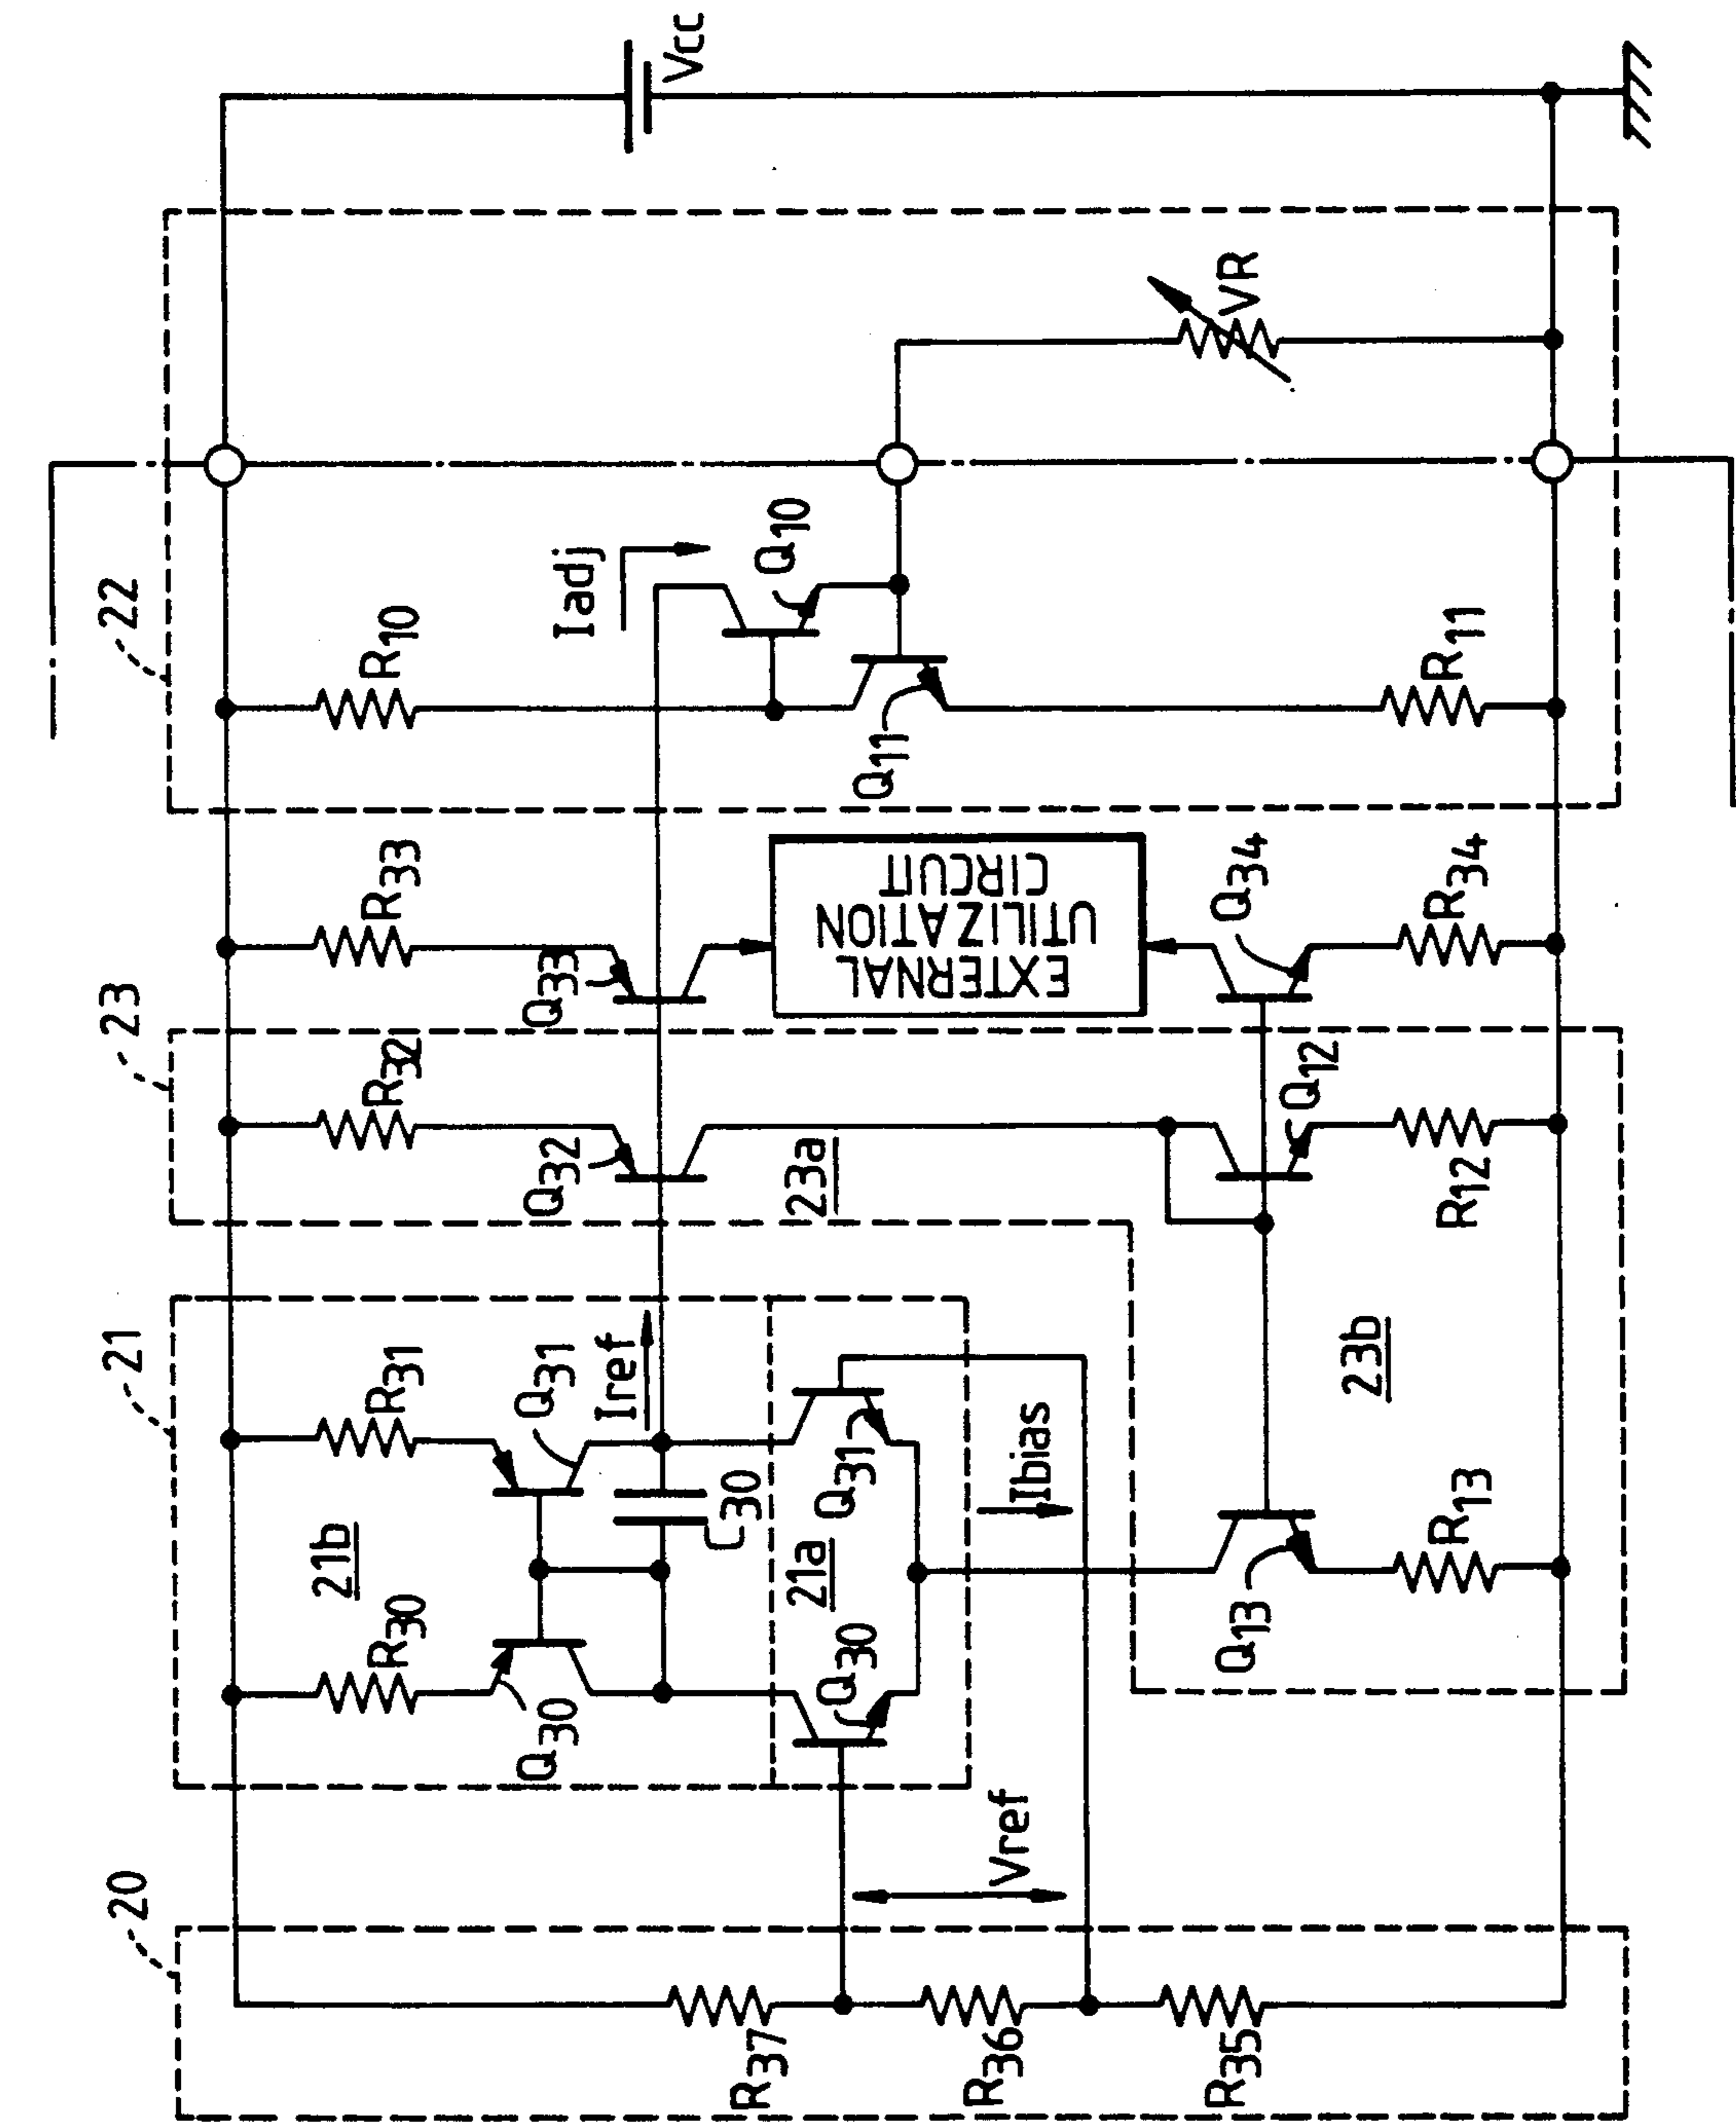 20
21
23
22
R37
R36
R35
Vref
R30
R31
21b
Q30
Q31
Iref
C30
21a
Q30
Q31
Ibias
Q13
R13
23b
R32
Q32
23a
Q12
R12
R33
Q33
EXTERNAL
UTILIZATION
CIRCUIT
Q34
R34
R10
Iadj
Q10
Q11
R11
VR
Vcc